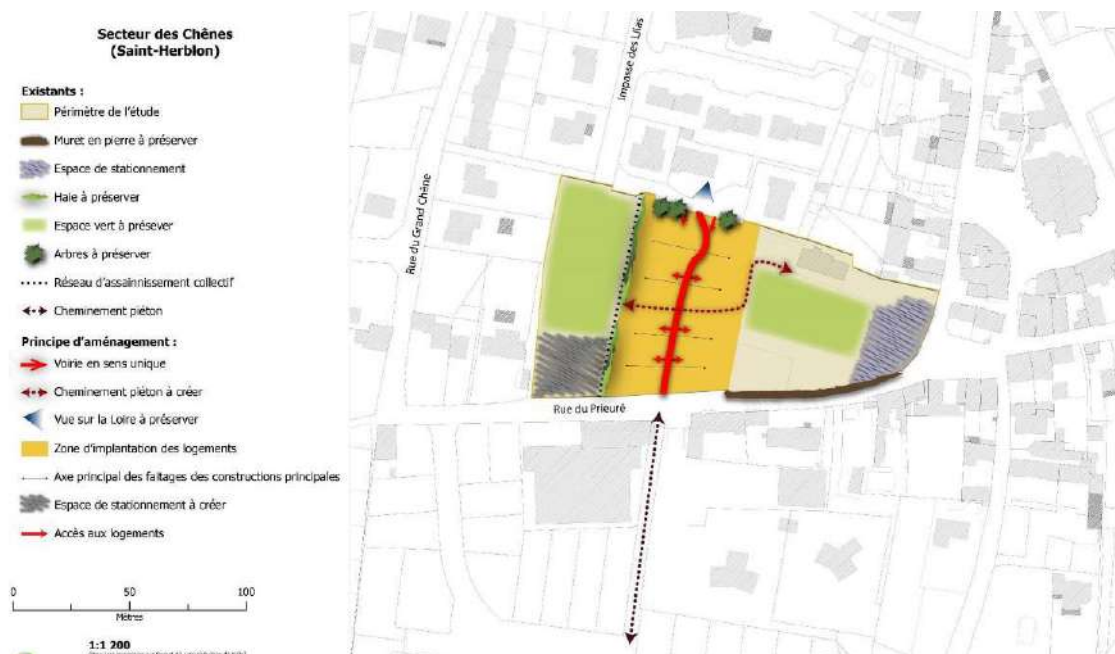 Secteur des Chênes
(Saint-Herblon)
Existants :
Périmètre de l'étude
Muret en pierre à préserver
Espace de stationnement
Haie à préserver
Espace vert à présever
Arbres à préserver
Réseau d'assainnissement collectif
Cheminement piéton
Principe d'aménagement :
Voirie en sens unique
Cheminement piéton à créer
Vue sur la Loire à préserver
Zone d'implantation des logements
Axe principal des faitages des constructions principales
Espace de stationnement à créer
Accès aux logements
0 50 100
Mètres
1:1 200
Impasse des Lilas
Rue du Grand Chêne
Rue du Prieuré